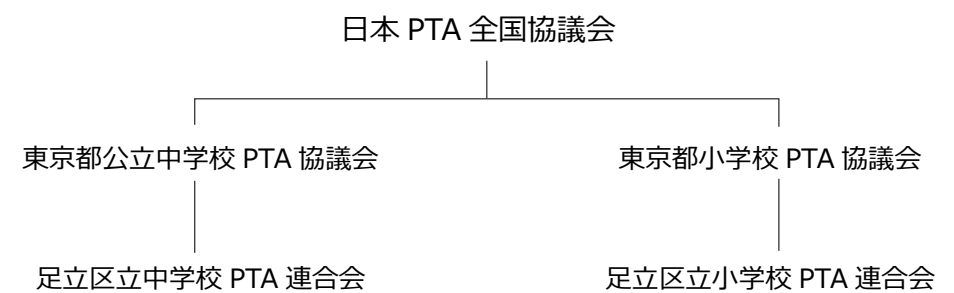 日本 PTA 全国協議会
東京都公立中学校 PTA 協議会
東京都小学校 PTA 協議会
足立区立中学校 PTA 連合会
足立区立小学校 PTA 連合会